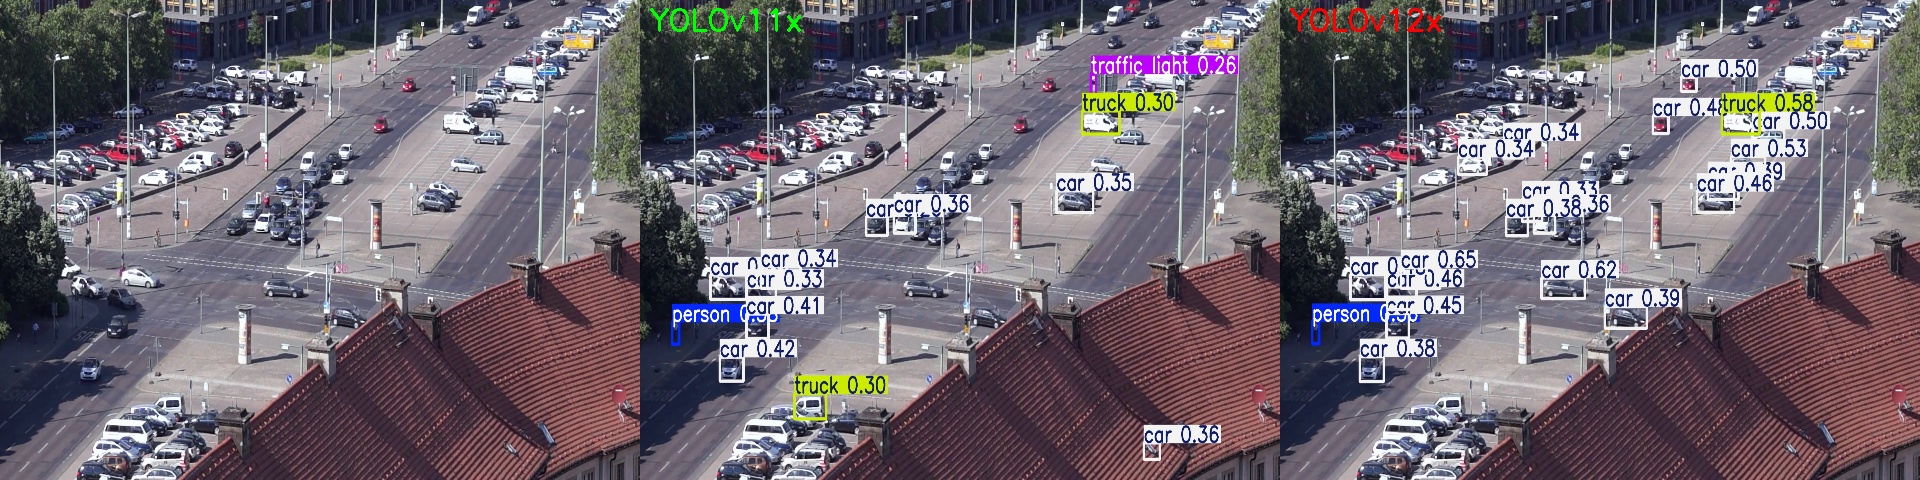 YOLOv11x
traffic light 0.26
truck 0.30
car 0.35
car
car 0.36
car 0.34
car 0.33
car 0.41
person
car 0.42
truck 0.30
car 0.36
YOLOv12x
car 0.50
car 0.48
truck 0.58
car 0.50
car 0.34
car 0.34
car 0.53
car 0.46
car 0.33
car 0.38
car 0.65
car 0.46
car 0.62
car 0.45
car 0.39
person
car 0.38